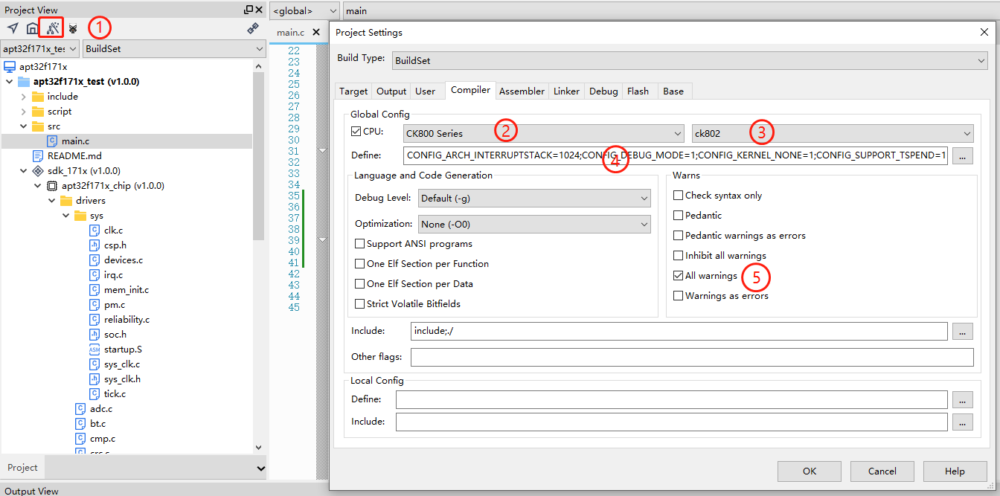 Project View
1
apt32f171x_tes
BuildSet
apt32f171x
apt32f171x_test (v1.0.0)
include
script
src
main.c
README.md
sdk_171x (v1.0.0)
apt32f171x_chip (v1.0.0)
drivers
sys
clk.c
csp.h
devices.c
irq.c
mem_init.c
pm.c
reliability.c
soc.h
startup.S
sys_clk.c
sys_clk.h
tick.c
adc.c
bt.c
cmp.c
Project
Output View
<global>
main
main.c
22
23
24
25
26
27
28
29
30
31
32
33
34
35
36
37
38
39
40
41
42
43
44
45
Project Settings
Build Type:
BuildSet
Target
Output
User
Compiler
Assembler
Linker
Debug
Flash
Base
Global Config
CPU:
CK800 Series
2
ck802
3
Define:
CONFIG_ARCH_INTERRUPTSTACK=1024;CONFIG_DEBUG_MODE=1;CONFIG_KERNEL_NONE=1;CONFIG_SUPPORT_TSPEND=1
4
...
Language and Code Generation
Debug Level:
Default (-g)
Optimization:
None (-O0)
Support ANSI programs
One Elf Section per Function
One Elf Section per Data
Strict Volatile Bitfields
Warns
Check syntax only
Pedantic
Pedantic warnings as errors
Inhibit all warnings
All warnings
5
Warnings as errors
Include:
include;./
...
Other flags:
Local Config
Define:
...
Include:
...
OK
Cancel
Help